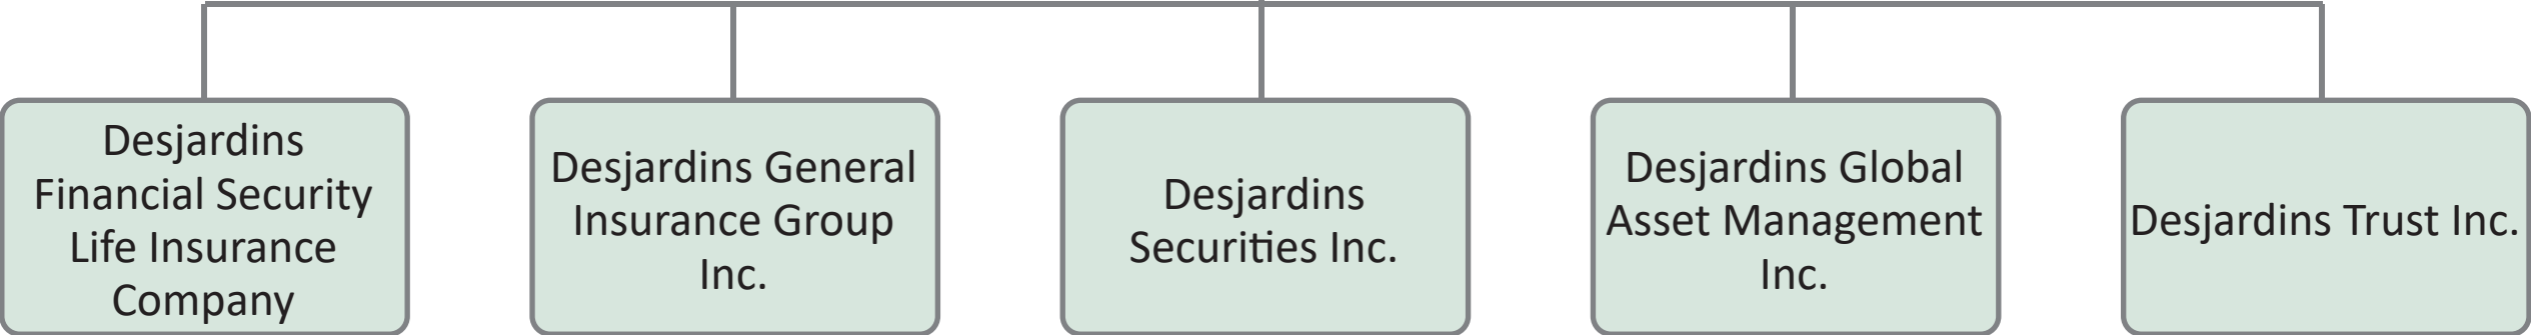 Desjardins
Financial Security
Life Insurance
Company
Desjardins General
Insurance Group
Inc.
Desjardins
Securities Inc.
Desjardins Global
Asset Management
Inc.
Desjardins Trust Inc.